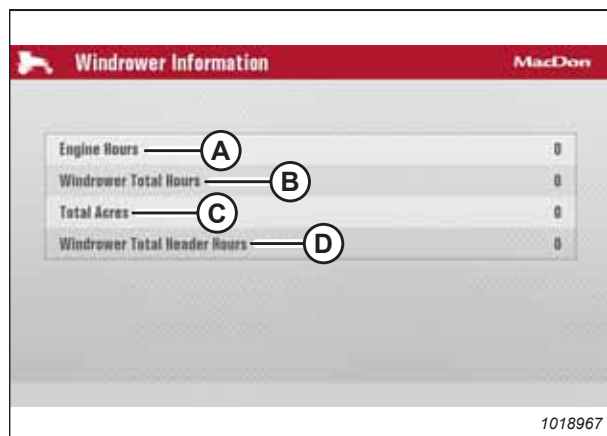 Windrower Information MacDon
Engine Hours A 0
Windrower Total Hours B 0
Total Acres C 0
Windrower Total Header Hours D 0
1018967